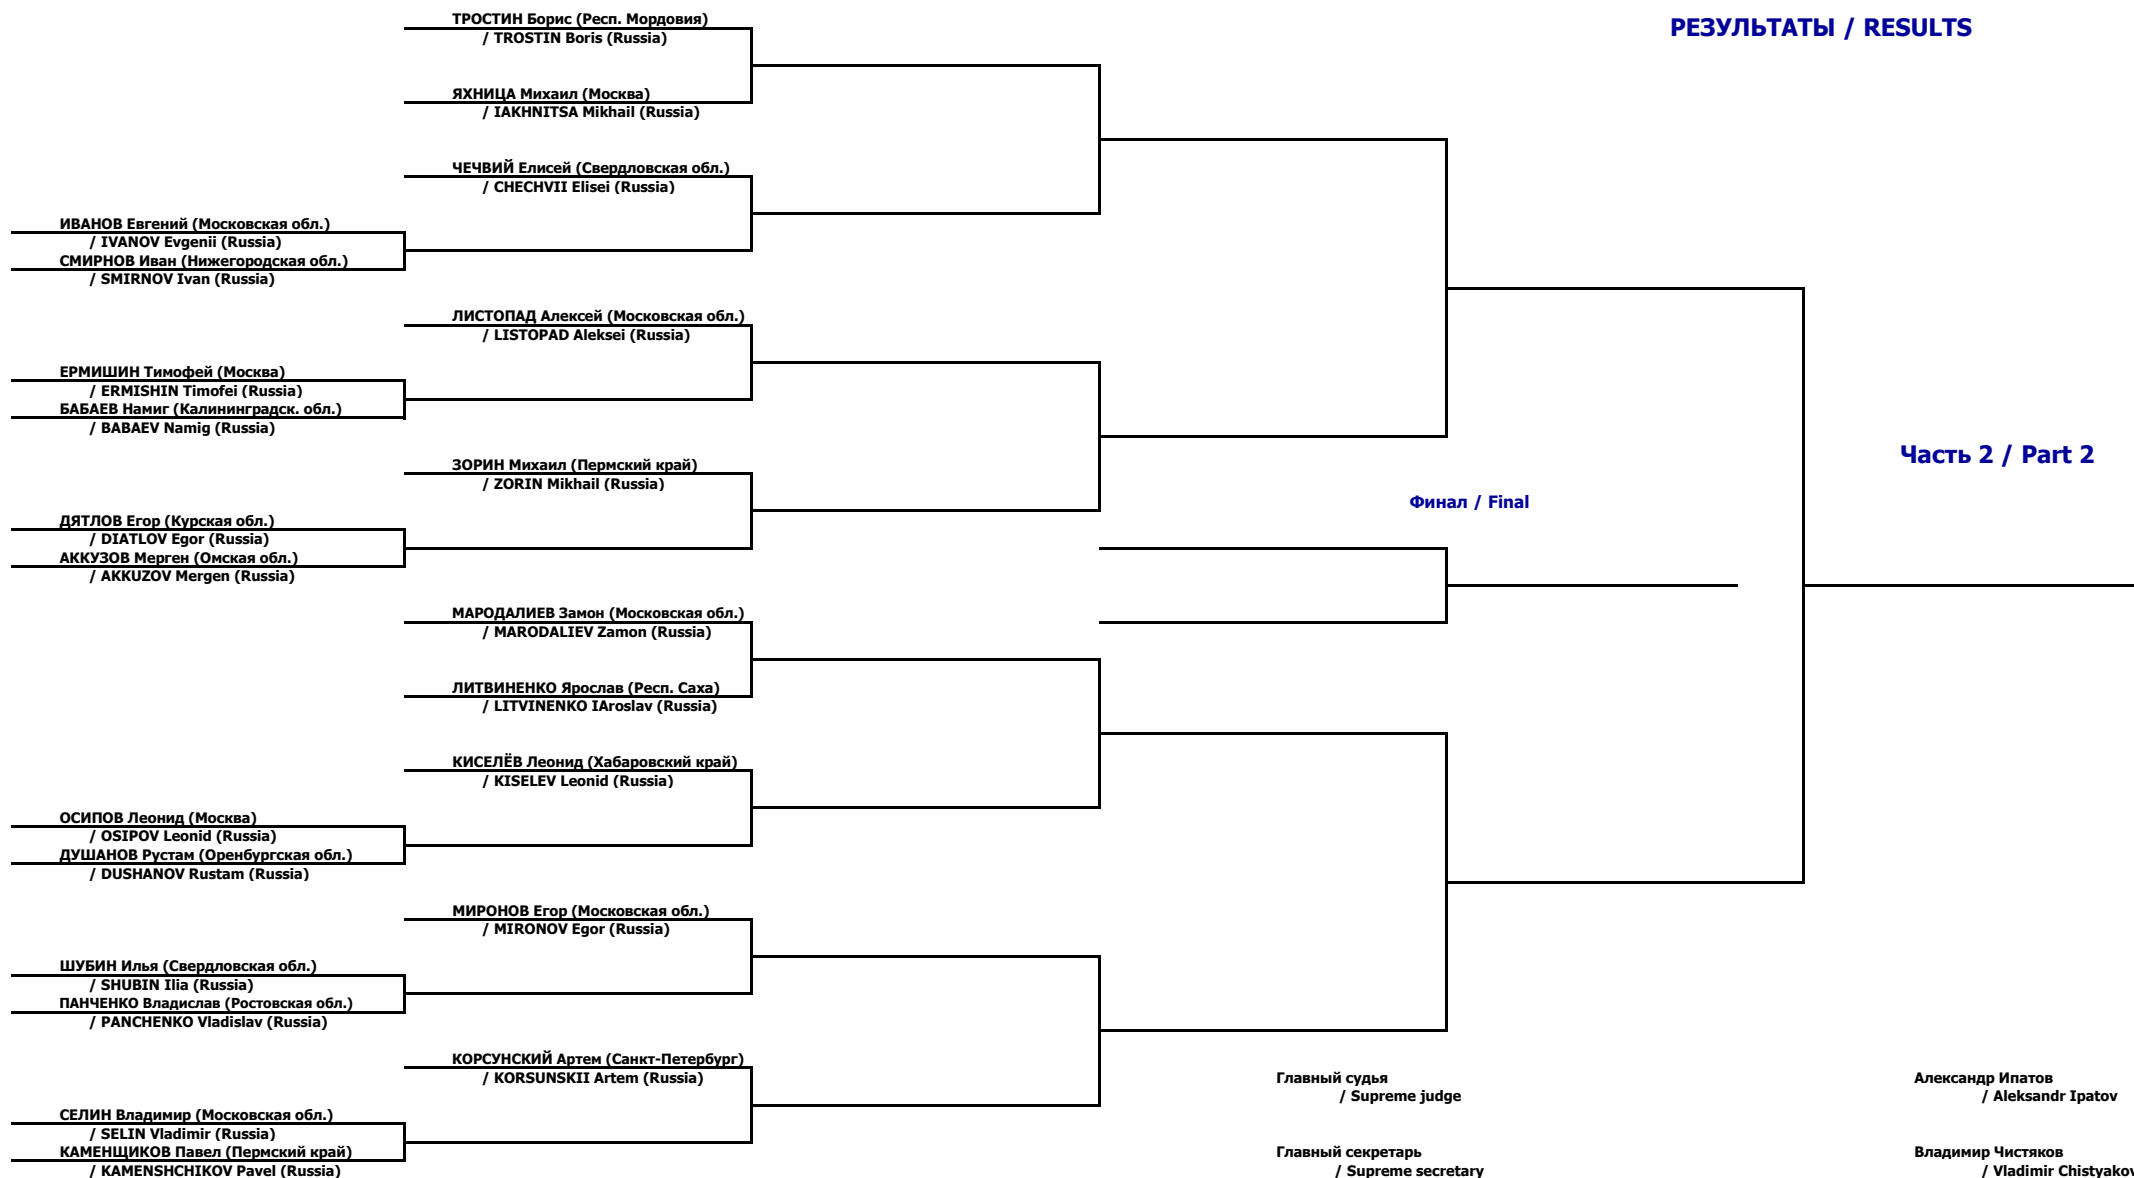 ТРОСТИН Борис (Респ. Мордовия)
/ TROSTIN Boris (Russia)
РЕЗУЛЬТАТЫ / RESULTS
ЯХНИЦА Михаил (Москва)
/ IAKHNITSA Mikhail (Russia)
ЧЕЧВИЙ Елисей (Свердловская обл.)
/ CHECHVII Elisei (Russia)
ИВАНОВ Евгений (Московская обл.)
/ IVANOV Evgenii (Russia)
СМИРНОВ Иван (Нижегородская обл.)
/ SMIRNOV Ivan (Russia)
ЛИСТОПАД Алексей (Московская обл.)
/ LISTOPAD Aleksei (Russia)
ЕРМИШИН Тимофей (Москва)
/ ERMISHIN Timofei (Russia)
БАБАЕВ Намиг (Калининградск. обл.)
/ BABAEV Namig (Russia)
Часть 2 / Part 2
ЗОРИН Михаил (Пермский край)
/ ZORIN Mikhail (Russia)
Финал / Final
ДЯТЛОВ Егор (Курская обл.)
/ DIATLOV Egor (Russia)
АККУЗОВ Мерген (Омская обл.)
/ AKKUZOV Mergen (Russia)
МАРОДАЛИЕВ Замон (Московская обл.)
/ MARODALIEV Zamon (Russia)
ЛИТВИНЕНКО Ярослав (Респ. Саха)
/ LITVINENKO IAroslav (Russia)
КИСЕЛЁВ Леонид (Хабаровский край)
/ KISELEV Leonid (Russia)
ОСИПОВ Леонид (Москва)
/ OSIPOV Leonid (Russia)
ДУШАНОВ Рустам (Оренбургская обл.)
/ DUSHANOV Rustam (Russia)
МИРОНОВ Егор (Московская обл.)
/ MIRONOV Egor (Russia)
ШУБИН Илья (Свердловская обл.)
/ SHUBIN Ilia (Russia)
ПАНЧЕНКО Владислав (Ростовская обл.)
/ PANCHENKO Vladislav (Russia)
КОРСУНСКИЙ Артем (Санкт-Петербург)
/ KORSUNSKII Artem (Russia)
Главный судья
/ Supreme judge
Александр Ипатов
/ Aleksandr Ipatov
СЕЛИН Владимир (Московская обл.)
/ SELIN Vladimir (Russia)
КАМЕНЩИКОВ Павел (Пермский край)
/ KAMENSHCHIKOV Pavel (Russia)
Главный секретарь
/ Supreme secretary
Владимир Чистяков
/ Vladimir Chistyakov